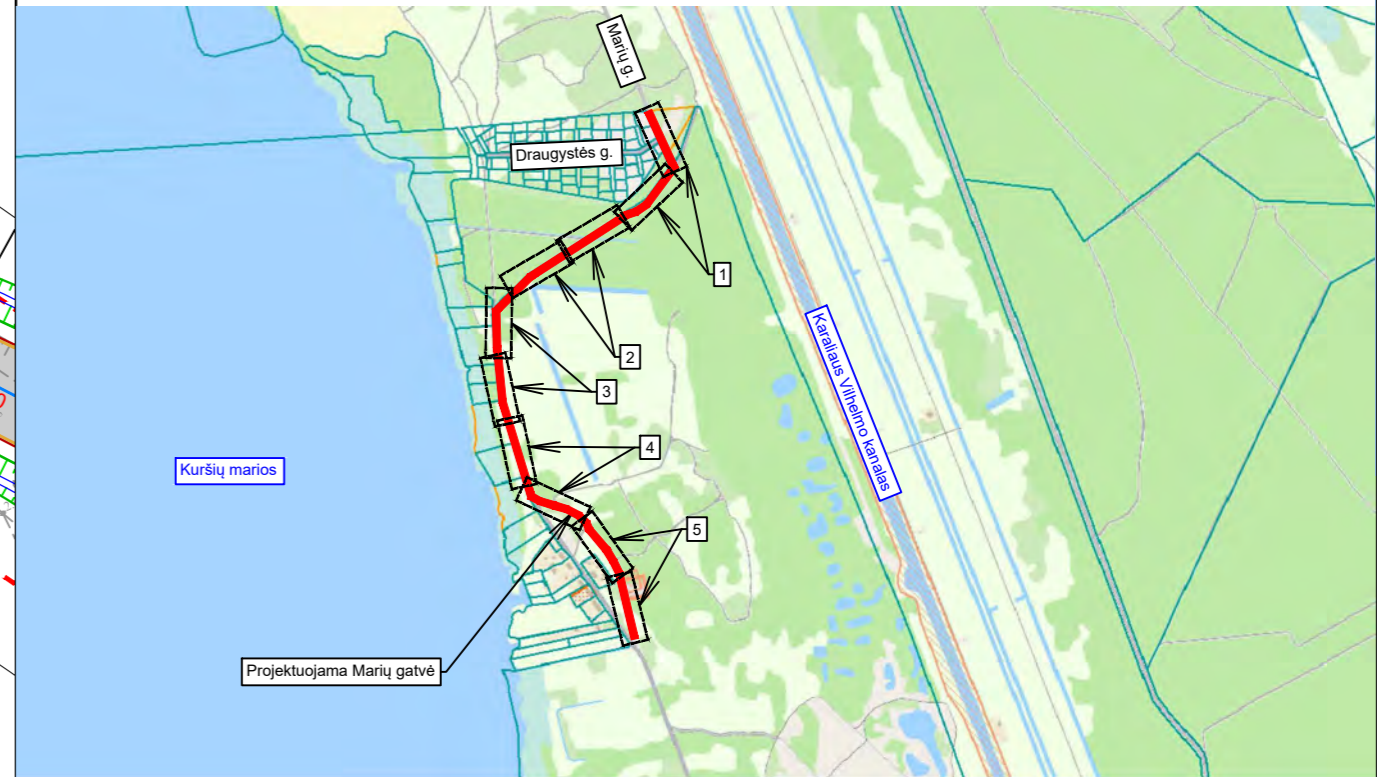 Marių g.
Draugystės g.
1
2
3
4
5
Karaliaus Vilhelmo kanalas
Kuršių marios
Projektuojama Marių gatvė